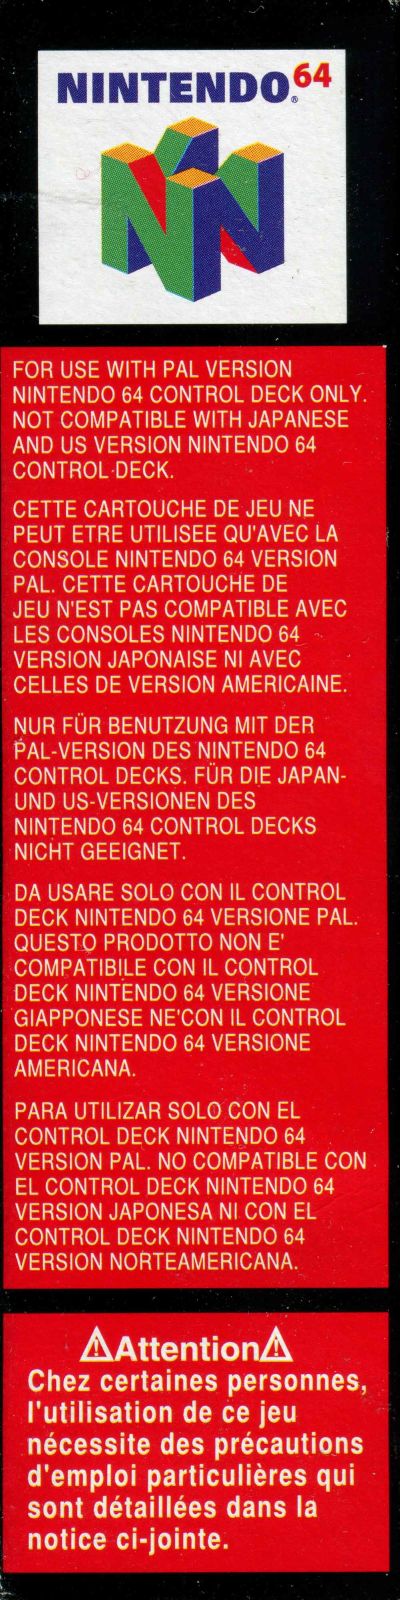 NINTENDO®64
FOR USE WITH PAL VERSION
NINTENDO 64 CONTROL DECK ONLY.
NOT COMPATIBLE WITH JAPANESE
AND US VERSION NINTENDO 64
CONTROL DECK.
CETTE CARTOUCHE DE JEU NE
PEUT ETRE UTILISEE QU'AVEC LA
CONSOLE NINTENDO 64 VERSION
PAL. CETTE CARTOUCHE DE
JEU N'EST PAS COMPATIBLE AVEC
LES CONSOLES NINTENDO 64
VERSION JAPONAISE NI AVEC
CELLES DE VERSION AMERICAINE.
NUR FÜR BENUTZUNG MIT DER
PAL-VERSION DES NINTENDO 64
CONTROL DECKS. FÜR DIE JAPAN-
UND US-VERSIONEN DES
NINTENDO 64 CONTROL DECKS
NICHT GEEIGNET.
DA USARE SOLO CON IL CONTROL
DECK NINTENDO 64 VERSIONE PAL.
QUESTO PRODOTTO NON E'
COMPATIBILE CON IL CONTROL
DECK NINTENDO 64 VERSIONE
GIAPPONESE NE'CON IL CONTROL
DECK NINTENDO 64 VERSIONE
AMERICANA.
PARA UTILIZAR SOLO CON EL
CONTROL DECK NINTENDO 64
VERSION PAL. NO COMPATIBLE CON
EL CONTROL DECK NINTENDO 64
VERSION JAPONESA NI CON EL
CONTROL DECK NINTENDO 64
VERSION NORTEAMERICANA.
⚠Attention⚠
Chez certaines personnes,
l'utilisation de ce jeu
nécessite des précautions
d'emploi particulières qui
sont détaillées dans la
notice ci-jointe.